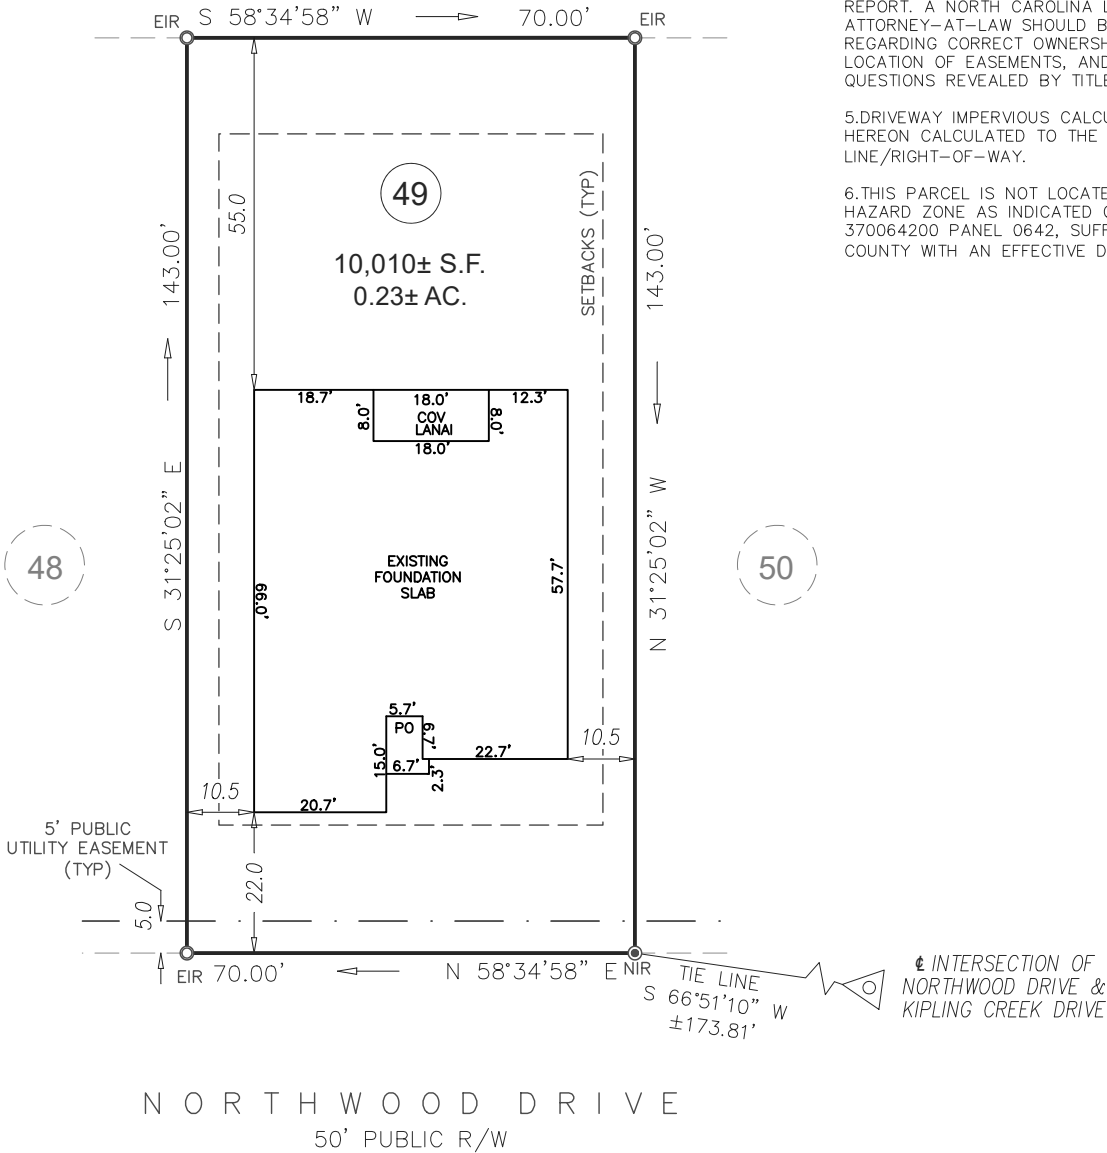 S 58°34'58" W 70.00'
EIR
EIR
REPORT. A NORTH CAROLINA
ATTORNEY-AT-LAW SHOULD
REGARDING CORRECT
LOCATION OF EASEMENTS, AND
QUESTIONS REVEALED BY TITLE
5.DRIVEWAY IMPERVIOUS
HEREON CALCULATED TO THE
LINE/RIGHT-OF-WAY.
6.THIS PARCEL IS NOT
HAZARD ZONE AS INDICATED
370064200 PANEL 0642,
COUNTY WITH AN EFFECTIVE
49
10,010± S.F.
0.23± AC.
SETBACKS (TYP)
55.0
143.00'
S 31°25'02" E
143.00'
N 31°25'02" W
18.7'
18.0'
12.3'
8.0'
COV
LANAI
8.0'
18.0'
48
50
EXISTING
FOUNDATION
SLAB
66.0'
57.7'
5.7'
PO
6.7'
15.0'
6.7'
2.3'
22.7'
10.5
10.5
20.7'
22.0
5' PUBLIC
UTILITY EASEMENT
(TYP)
5.0
EIR 70.00'
N 58°34'58" E
NIR
TIE LINE
S 66°51'10" W
±173.81'
℄ INTERSECTION OF
NORTHWOOD DRIVE &
KIPLING CREEK DRIVE
NORTHWOOD DRIVE
50' PUBLIC R/W